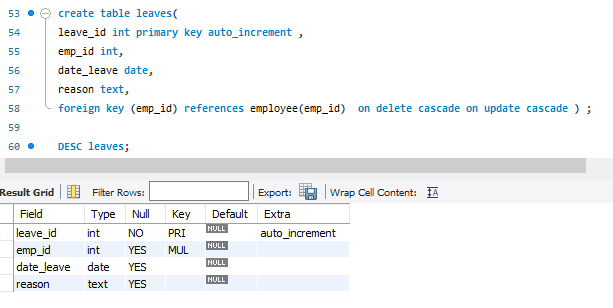 53 create table leaves(
54 leave_id int primary key auto_increment ,
55 emp_id int,
56 date_leave date,
57 reason text,
58 foreign key (emp_id) references employee(emp_id)  on delete cascade on update cascade ) ;
59
60 DESC leaves;
Result Grid Filter Rows: Export: Wrap Cell Content:
Field Type Null Key Default Extra
leave_id int NO PRI NULL auto_increment
emp_id int YES MUL NULL
date_leave date YES NULL
reason text YES NULL